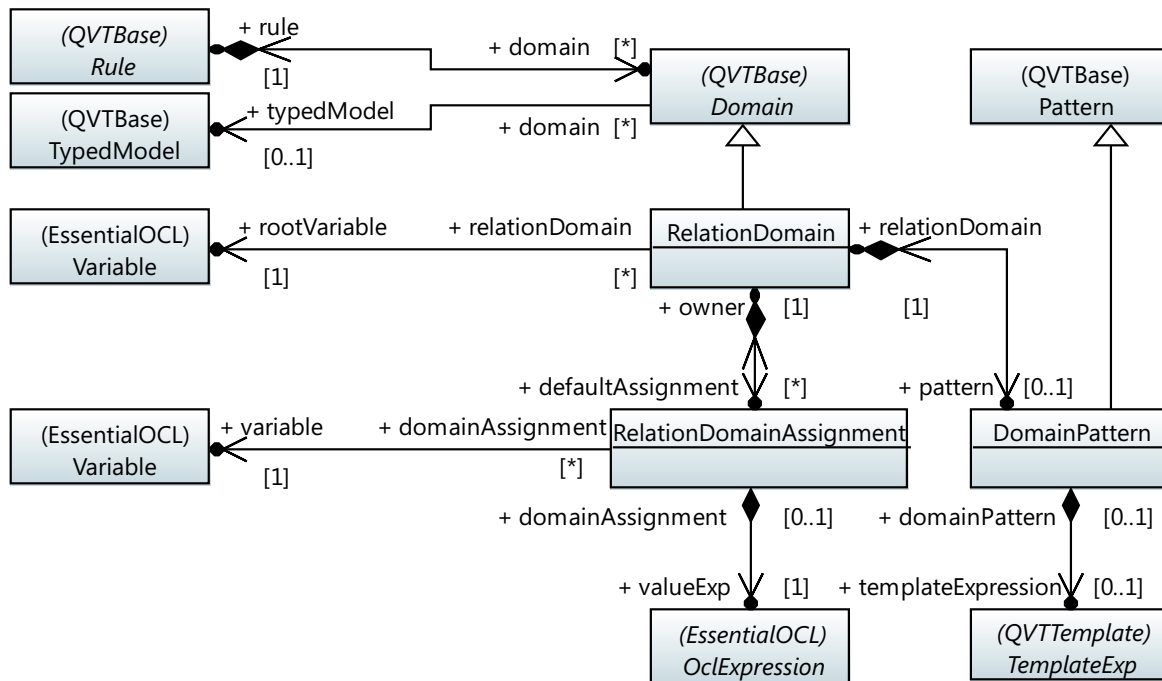 (QVTBase)
Rule
+ rule
[1]
+ domain
[*]
(QVTBase)
Domain
(QVTBase)
Pattern
(QVTBase)
TypedModel
+ typedModel
[0..1]
+ domain
[*]
(EssentialOCL)
Variable
+ rootVariable
[1]
+ relationDomain
[*]
RelationDomain
+ relationDomain
[1]
+ owner
[1]
+ defaultAssignment
[*]
+ pattern
[0..1]
(EssentialOCL)
Variable
+ variable
[1]
+ domainAssignment
[*]
RelationDomainAssignment
DomainPattern
+ domainAssignment
[0..1]
+ domainPattern
[0..1]
+ valueExp
[1]
+ templateExpression
[0..1]
(EssentialOCL)
OclExpression
(QVTTemplate)
TemplateExp